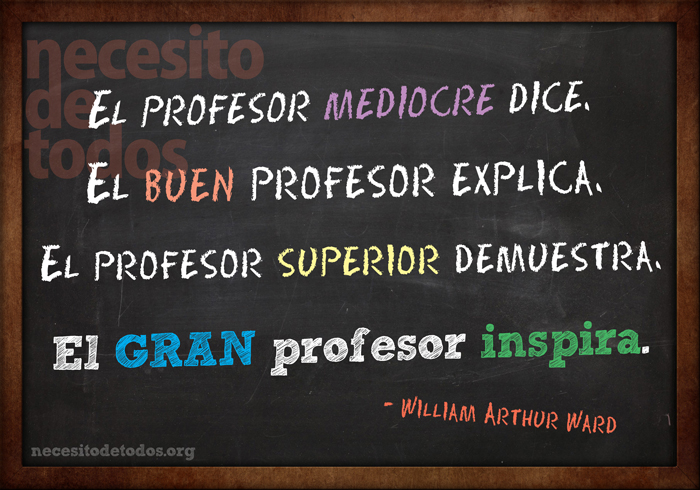 necesito
de
todos
El profesor MEDIOCRE dice.
El BUEN profesor explica.
El profesor SUPERIOR demuestra.
El GRAN profesor inspira.
- William Arthur Ward
necesitodetodos.org